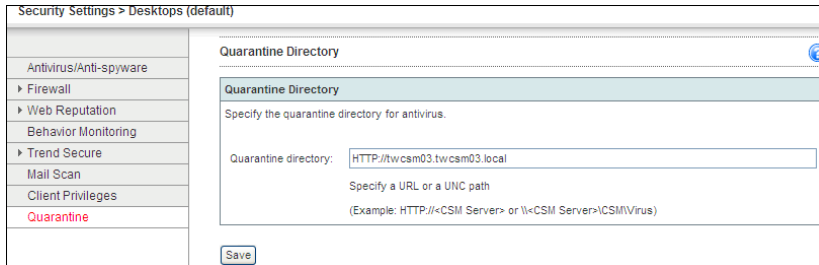 Security Settings > Desktops (default)
Antivirus/Anti-spyware
Firewall
Web Reputation
Behavior Monitoring
Trend Secure
Mail Scan
Client Privileges
Quarantine
Quarantine Directory
Quarantine Directory
Specify the quarantine directory for antivirus.
Quarantine directory: HTTP://twcsm03.twcsm03.local
Specify a URL or a UNC path
(Example: HTTP://<CSM Server> or \\<CSM Server>\CSM\Virus)
Save